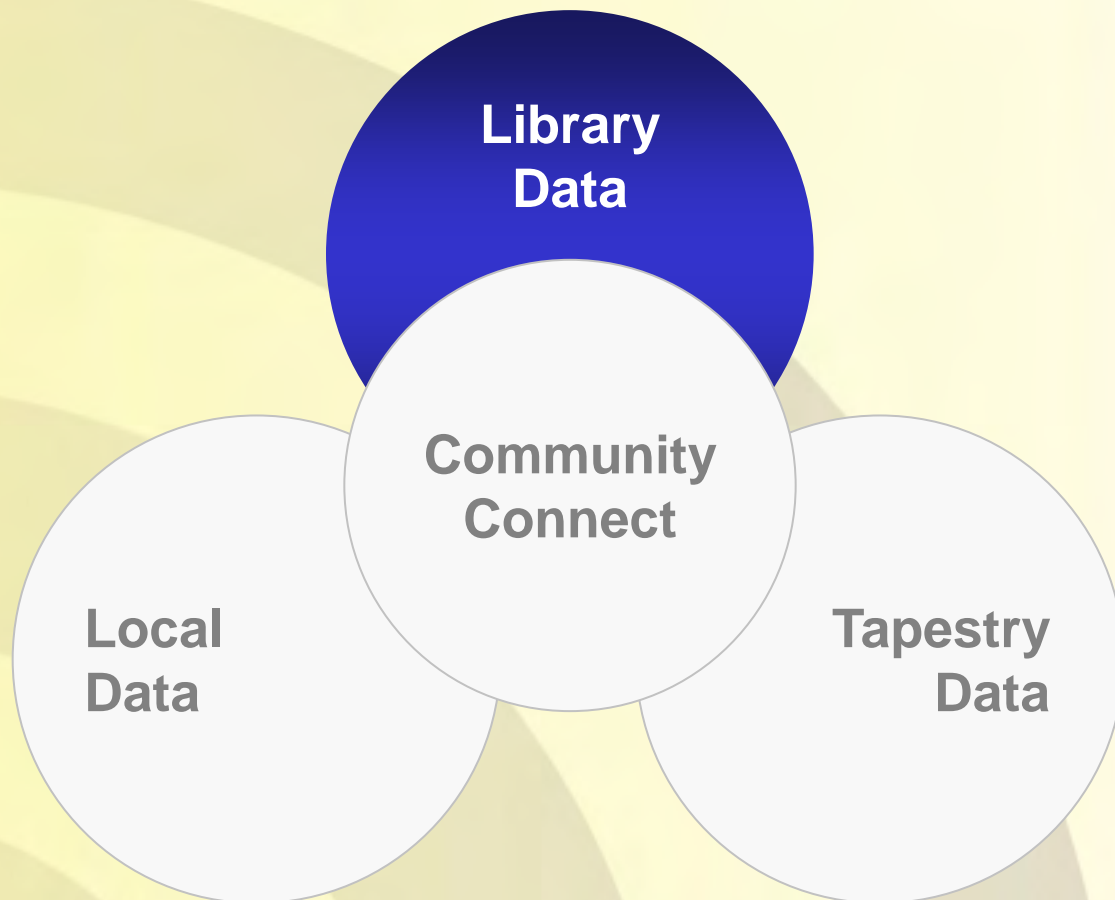 Library
Data
Community
Connect
Local
Data
Tapestry
Data